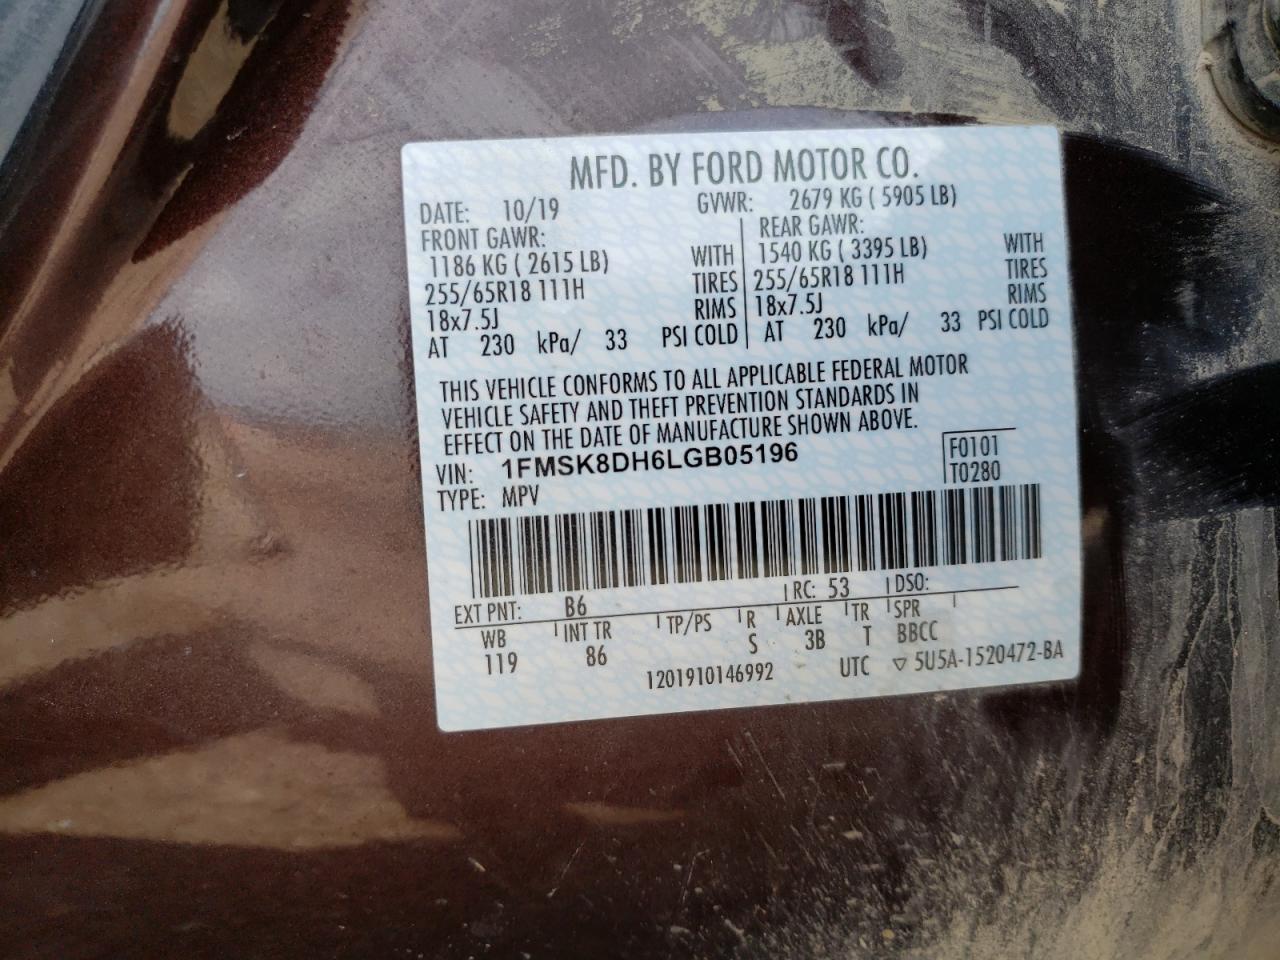 MFD. BY FORD MOTOR CO.
DATE: 10/19 GVWR: 2679 KG ( 5905 LB)
FRONT GAWR: REAR GAWR:
1186 KG ( 2615 LB) WITH 1540 KG ( 3395 LB) WITH
255/65R18 111H TIRES 255/65R18 111H TIRES
18x7.5J RIMS 18x7.5J RIMS
AT 230 kPa/ 33 PSI COLD AT 230 kPa/ 33 PSI COLD
THIS VEHICLE CONFORMS TO ALL APPLICABLE FEDERAL MOTOR
VEHICLE SAFETY AND THEFT PREVENTION STANDARDS IN
EFFECT ON THE DATE OF MANUFACTURE SHOWN ABOVE.
VIN: 1FMSK8DH6LGB05196 F0101
TYPE: MPV T0280
EXT PNT: B6 RC: 53 DSO:
WB INT TR TP/PS R AXLE TR SPR
119 86 S 3B T BBCC
1201910146992 UTC ▽ 5U5A-1520472-BA